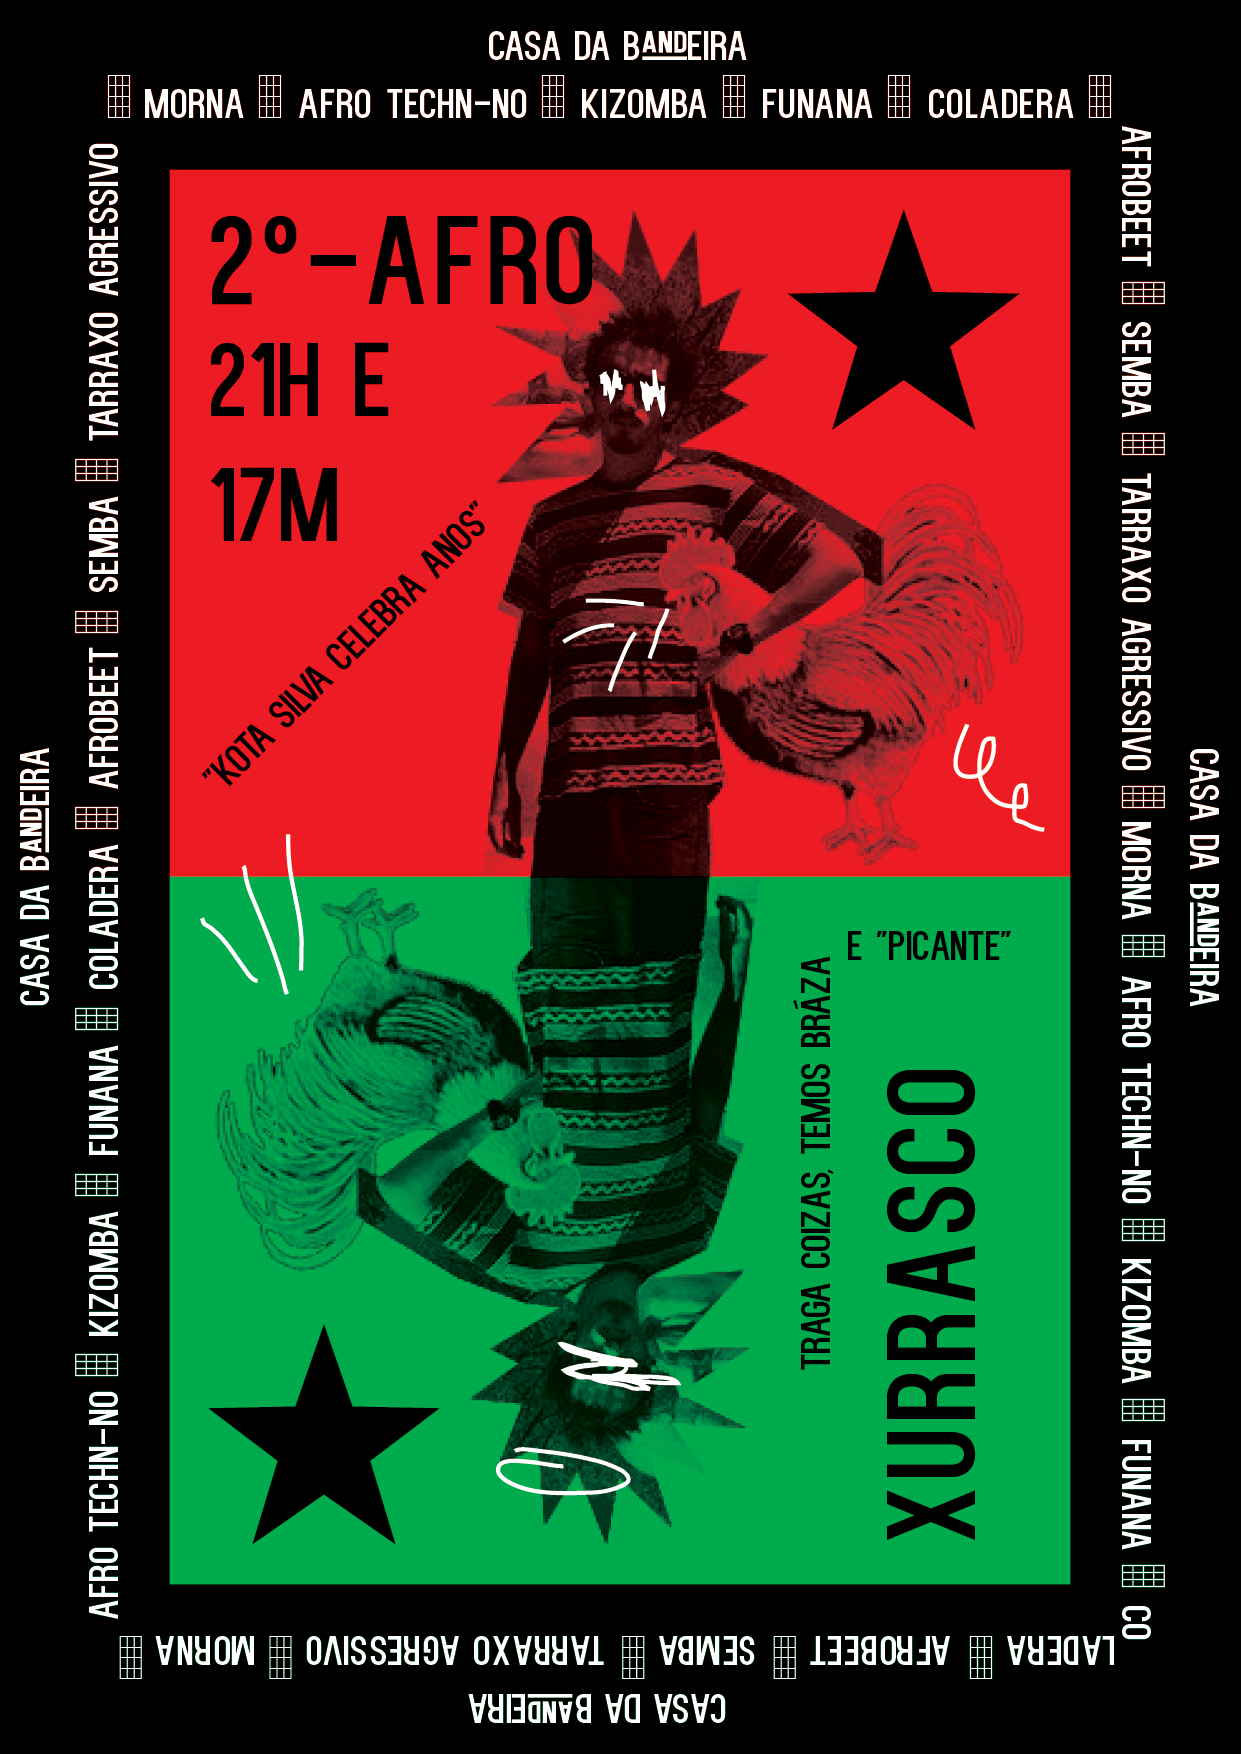 CASA DA BANDEIRA
MORNA AFRO TECHN-NO KIZOMBA FUNANA COLADERA
AFROBEET SEMBA TARRAXO AGRESSIVO MORNA AFRO TECHN-NO KIZOMBA FUNANA CO
LADERA AFROBEET SEMBA TARRAXO AGRESSIVO MORNA
AFRO TECHN-NO KIZOMBA FUNANA COLADERA AFROBEET SEMBA TARRAXO AGRESSIVO
CASA DA BANDEIRA
CASA DA BANDEIRA
CASA DA BANDEIRA
2º-AFRO
21H E
17M
"KOTA SILVA CELEBRA ANOS"
E "PICANTE"
TRAGA COIZAS, TEMOS BRÁZA
XURRASCO